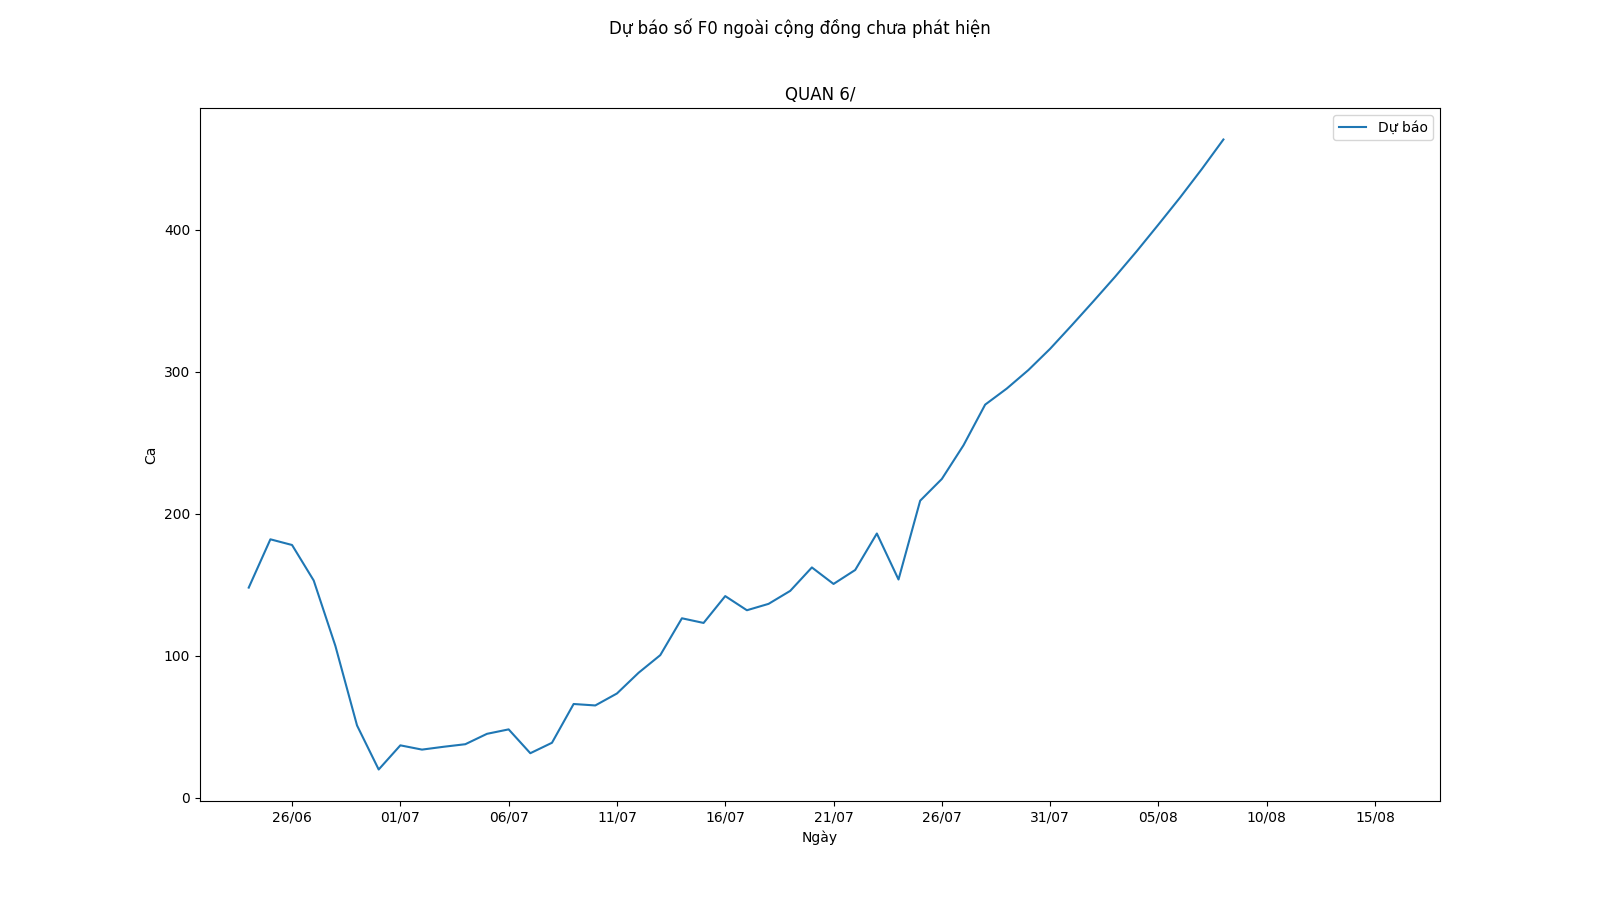 Dự báo số F0 ngoài cộng đồng chưa phát hiện
QUAN 6/
Dự báo
400
300
200
100
0
Ca
26/06 01/07 06/07 11/07 16/07 21/07 26/07 31/07 05/08 10/08 15/08
Ngày